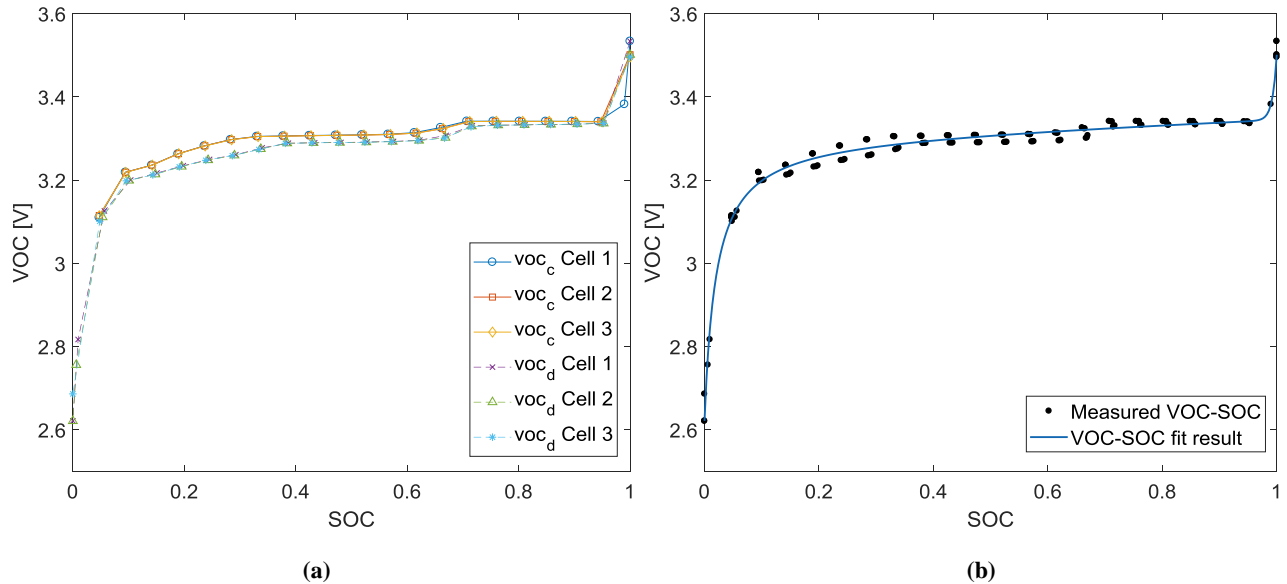 3.6
3.4
3.2
3
2.8
2.6
VOC [V]
0
0.2
0.4
0.6
0.8
1
SOC
voc_c Cell 1
voc_c Cell 2
voc_c Cell 3
voc_d Cell 1
voc_d Cell 2
voc_d Cell 3
(a)
3.6
3.4
3.2
3
2.8
2.6
VOC [V]
0
0.2
0.4
0.6
0.8
1
SOC
Measured VOC-SOC
VOC-SOC fit result
(b)